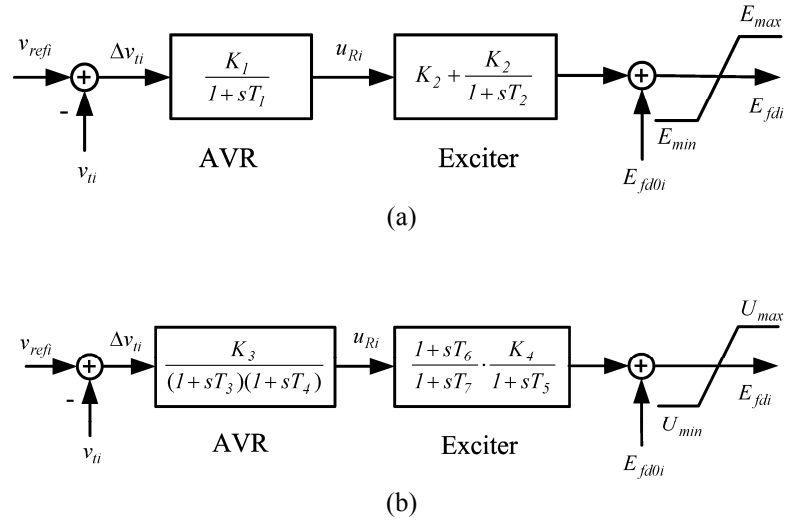 v_refi
Δv_ti
K_1 / (1 + sT_1)
u_Ri
K_2 + K_2 / (1 + sT_2)
E_max
E_min
E_fdi
+
+
-
v_ti
AVR
Exciter
E_fd0i
(a)
v_refi
Δv_ti
K_3 / ((1+sT_3)(1+sT_4))
u_Ri
(1+sT_6) / (1+sT_7) · K_4 / (1+sT_5)
U_max
U_min
E_fdi
+
+
-
v_ti
AVR
Exciter
E_fd0i
(b)